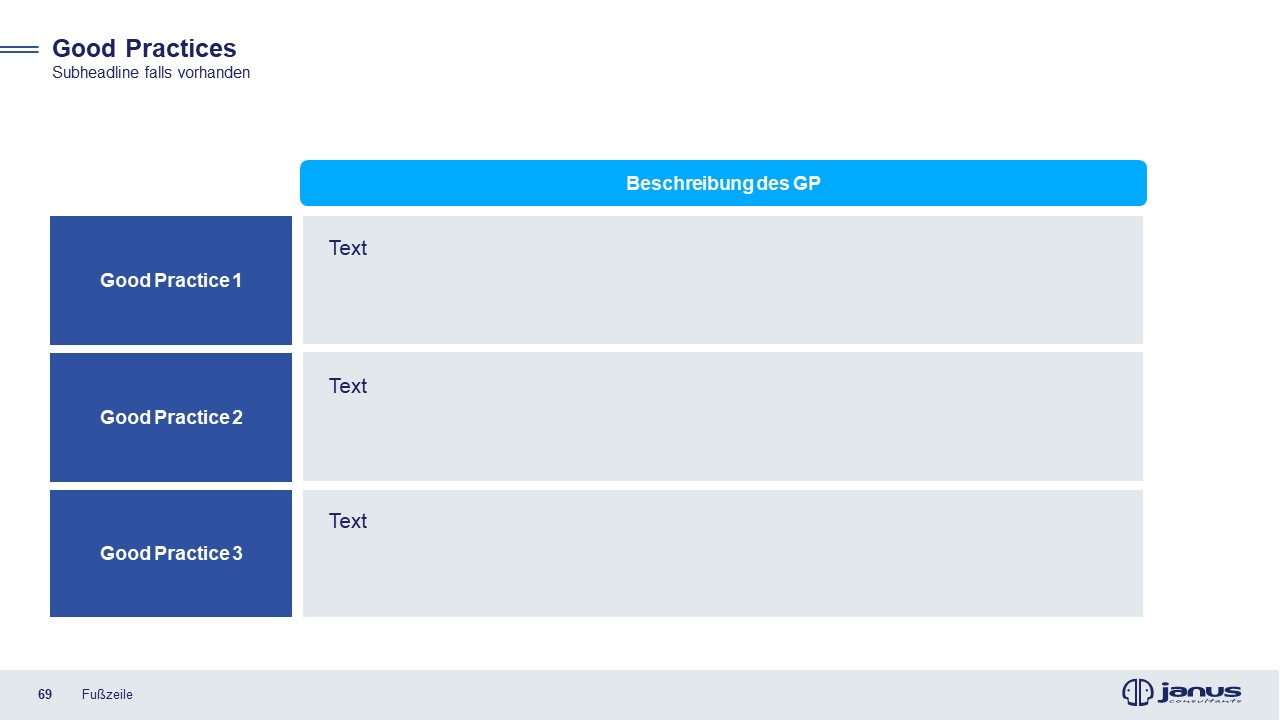 Good Practices
Subheadline falls vorhanden
Beschreibung des GP
Good Practice 1
Text
Good Practice 2
Text
Good Practice 3
Text
69 Fußzeile
janus
consultants